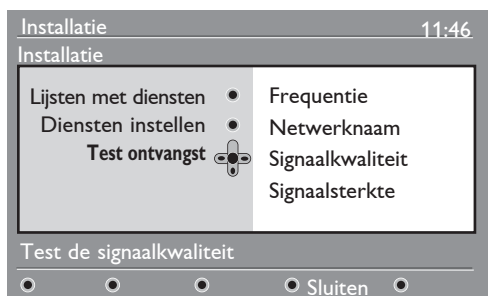 Installatie 11:46
Installatie
Lijsten met diensten
Diensten instellen
Test ontvangst
Frequentie
Netwerknaam
Signaalkwaliteit
Signaalsterkte
Test de signaalkwaliteit
Sluiten